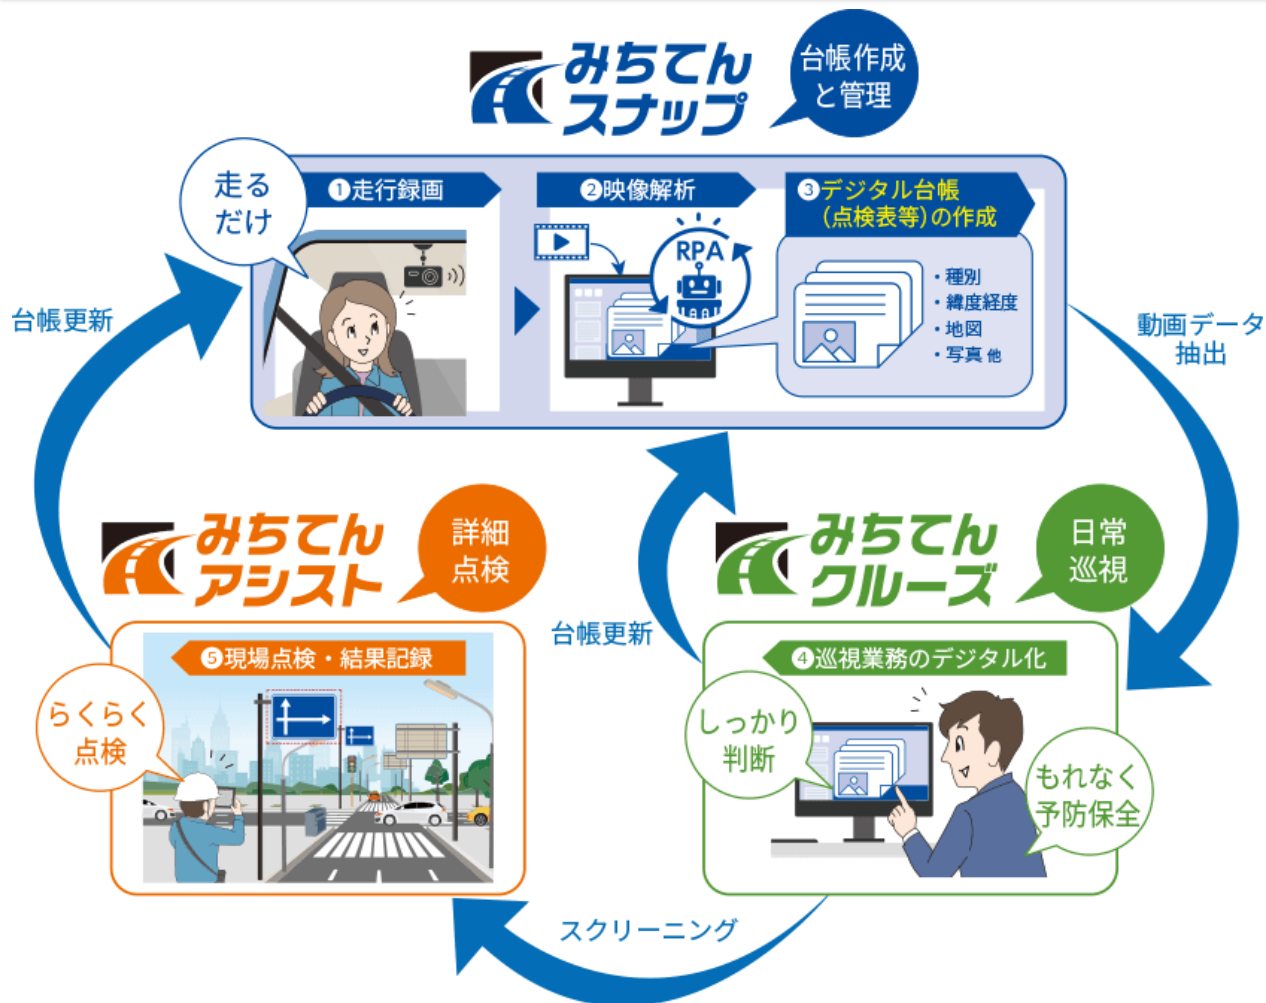 みちてん
スナップ
台帳作成
と管理
走る
だけ
❶走行録画
❷映像解析
❸デジタル台帳
(点検表等)の作成
RPA
・種別
・緯度経度
・地図
・写真 他
台帳更新
動画データ
抽出
みちてん
アシスト
詳細
点検
みちてん
クルーズ
日常
巡視
台帳更新
❺現場点検・結果記録
らくらく
点検
❹巡視業務のデジタル化
しっかり
判断
もれなく
予防保全
スクリーニング